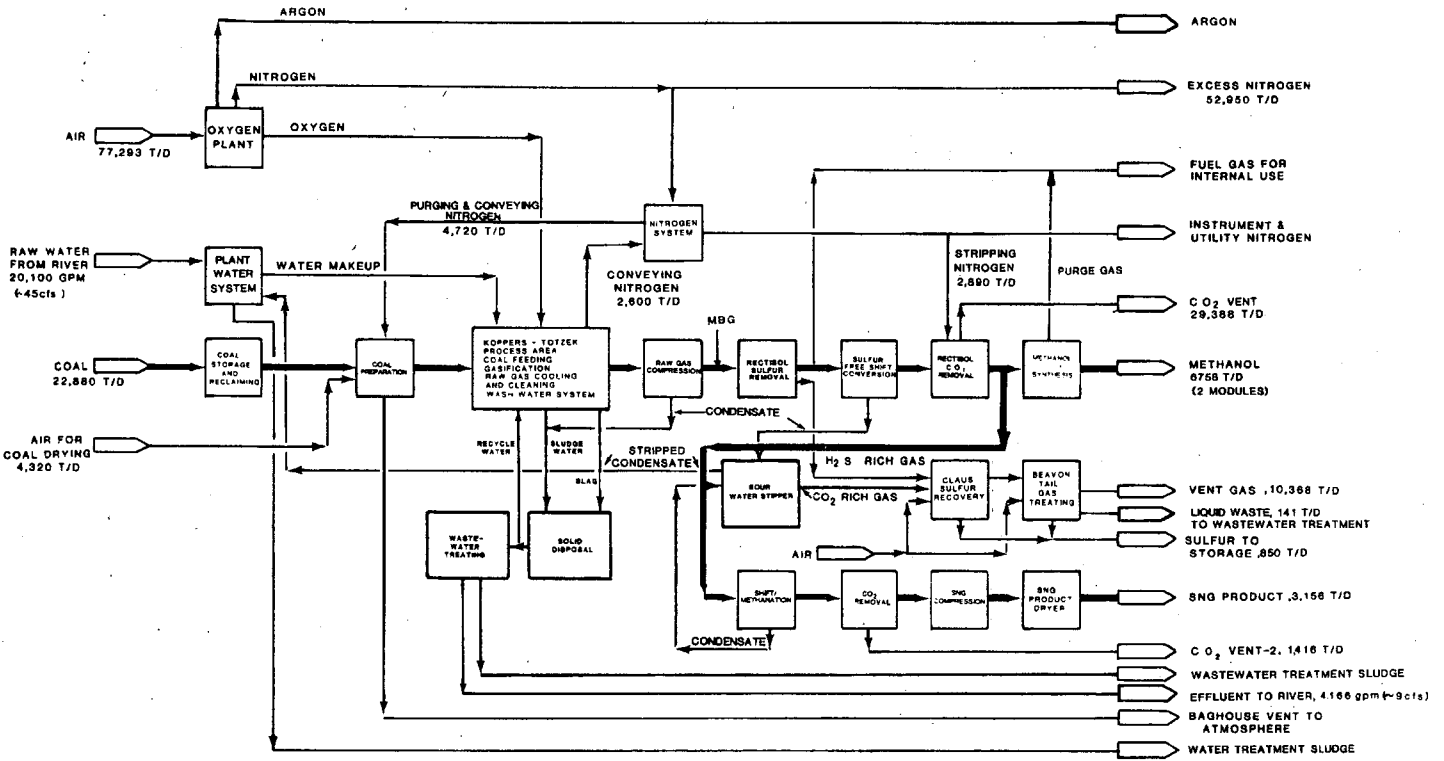 ARGON
ARGON
NITROGEN
EXCESS NITROGEN
52,950 T/D
OXYGEN
PLANT
OXYGEN
AIR
77,293 T/D
FUEL GAS FOR
INTERNAL USE
PURGING & CONVEYING
NITROGEN
4,720 T/D
NITROGEN
SYSTEM
INSTRUMENT &
UTILITY NITROGEN
RAW WATER
FROM RIVER
20,100 GPM
(~45cfs)
PLANT
WATER
SYSTEM
WATER MAKEUP
CONVEYING
NITROGEN
2,600 T/D
STRIPPING
NITROGEN
2,890 T/D
PURGE GAS
CO2 VENT
29,388 T/D
MBG
COAL
22,880 T/D
COAL
STORAGE
AND
RECLAIMING
COAL
PREPARATION
KOPPERS - TOTZEK
PROCESS AREA
COAL FEEDING
GASIFICATION
RAW GAS COOLING
AND CLEANING
WASH WATER SYSTEM
RAW GAS
COMPRESSION
RECTISOL
SULFUR
REMOVAL
SULFUR
FREE SHIFT
CONVERSION
RECTISOL
CO2
REMOVAL
METHANOL
SYNTHESIS
METHANOL
6758 T/D
(2 MODULES)
CONDENSATE
AIR FOR
COAL DRYING
4,320 T/D
RECYCLE
WATER
SLUDGE
WATER
SLAG
STRIPPED
CONDENSATE
H2S RICH GAS
SOUR
WATER STIPPER
CO2 RICH GAS
CLAUS
SULFUR
RECOVERY
BEAVON
TAIL
GAS
TREATING
VENT GAS ,10,368 T/D
LIQUID WASTE, 141 T/D
TO WASTEWATER TREATMENT
SULFUR TO
STORAGE ,850 T/D
WASTE-
WATER
TREATING
SOLID
DISPOSAL
AIR
SHIFT/
METHANATION
CO2
REMOVAL
SNG
COMPRESSION
SNG
PRODUCT
DRYER
SNG PRODUCT ,3,156 T/D
CONDENSATE
CO2 VENT-2, 1,416 T/D
WASTEWATER TREATMENT SLUDGE
EFFLUENT TO RIVER, 4,166 gpm (~9cfs)
BAGHOUSE VENT TO
ATMOSPHERE
WATER TREATMENT SLUDGE